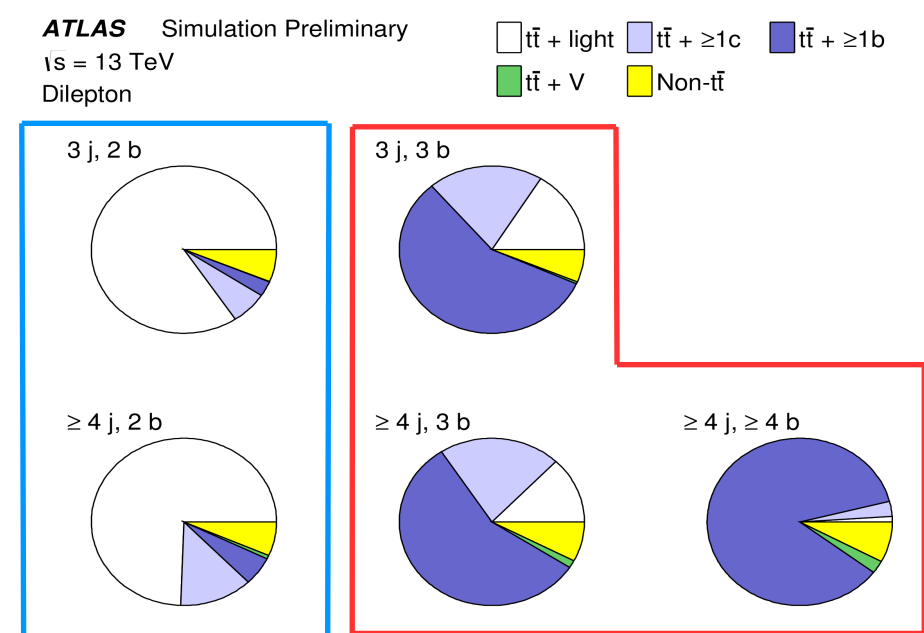 ATLAS Simulation Preliminary
√s = 13 TeV
Dilepton
tt̄ + light
tt̄ + ≥1c
tt̄ + ≥1b
tt̄ + V
Non-tt̄
3 j, 2 b
3 j, 3 b
≥ 4 j, 2 b
≥ 4 j, 3 b
≥ 4 j, ≥ 4 b